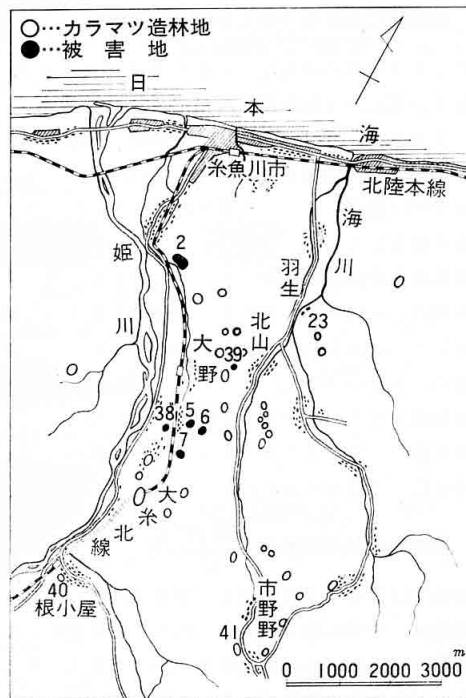 ○…カラマツ造林地
●…被害地
日本海
糸魚川市
北陸本線
姫川
海川
羽生
2
23
北山
大野
39
38
5
6
7
大糸北線
40
根小屋
市野野
41
m
0 1000 2000 3000